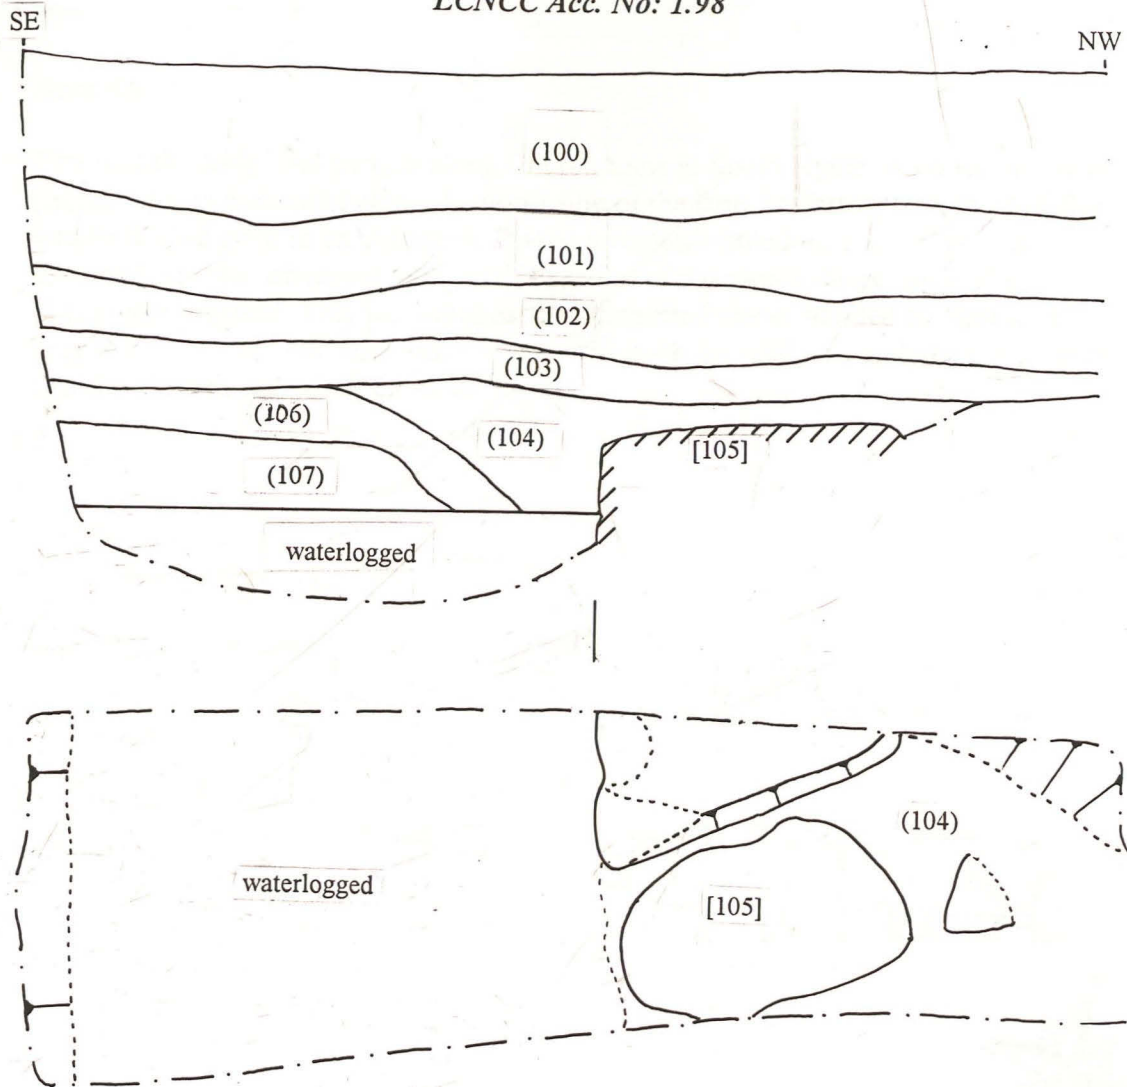 LCNCC Acc. No: 1.98
SE
NW
(100)
(101)
(102)
(103)
(106)
(104)
[105]
(107)
waterlogged
(104)
waterlogged
[105]